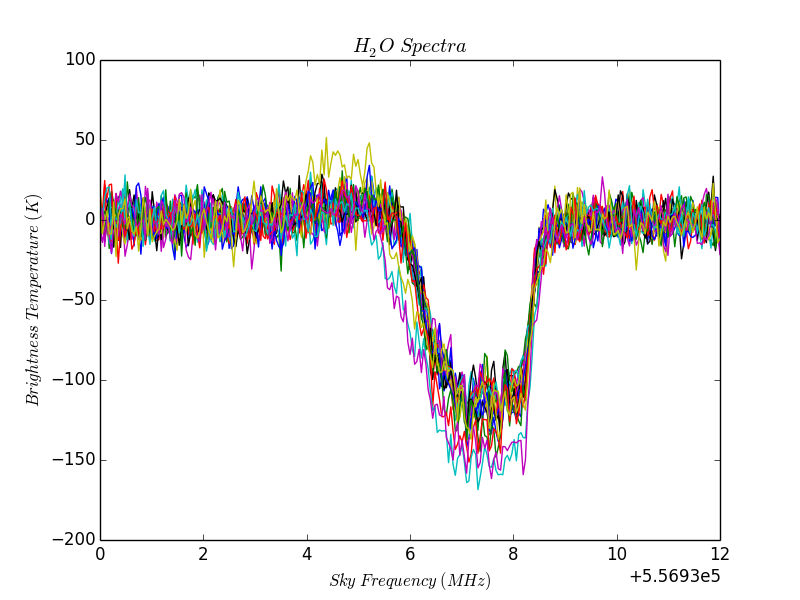 H₂O Spectra
100
50
0
−50
−100
−150
−200
Brightness Temperature (K)
0 2 4 6 8 10 12
+5.5693e5
Sky Frequency (MHz)